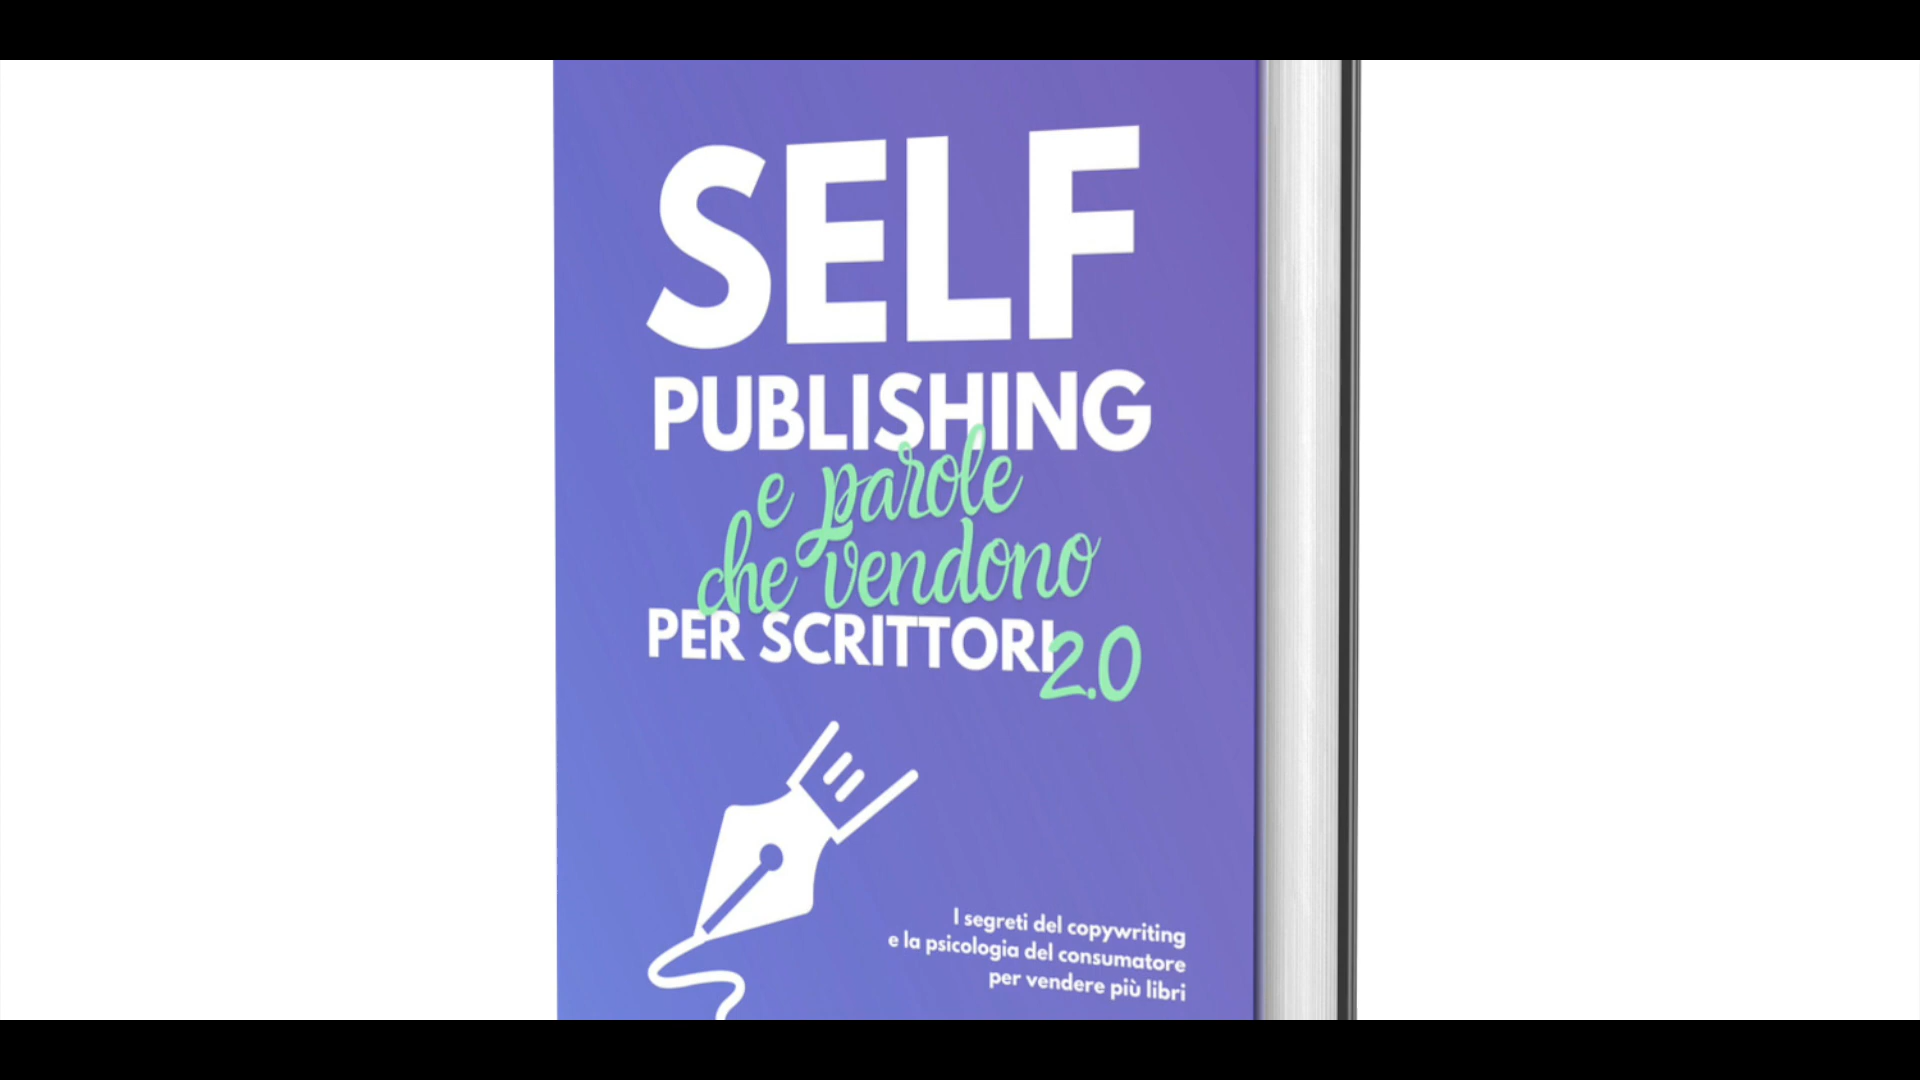 SELF
PUBLISHING
e parole
che vendono
PER SCRITTORI 2.0
I segreti del copywriting
e la psicologia del consumatore
per vendere più libri